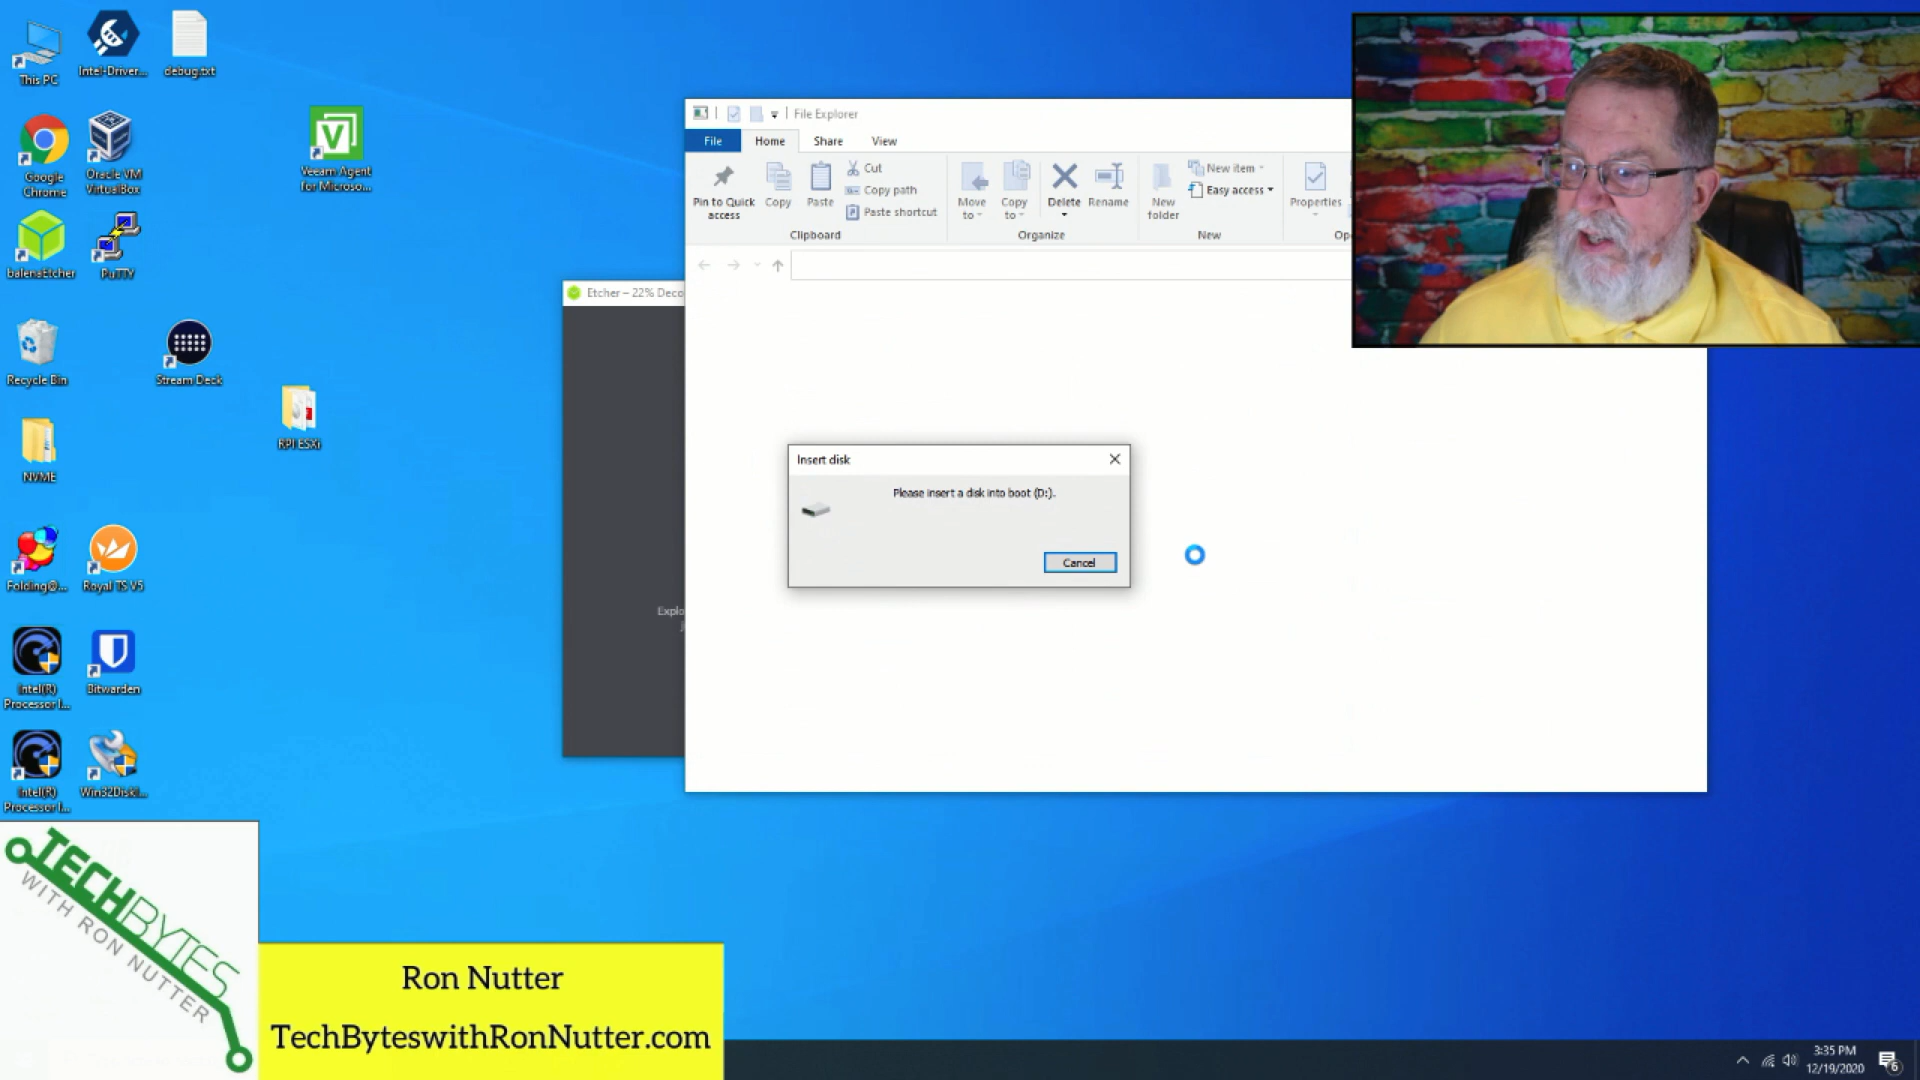 This PC
Intel-Driver...
debug.txt
Google
Chrome
Oracle VM
VirtualBox
Veeam Agent
for Microso...
balenaEtcher
PuTTY
Recycle Bin
Stream Deck
RPI ESXi
NVME
Folding@...
Royal TS V5
Intel(R)
Processor I...
Bitwarden
Intel(R)
Processor I...
Win32DiskI...
File Explorer
File
Home
Share
View
Pin to Quick
access
Copy
Paste
Cut
Copy path
Paste shortcut
Clipboard
Move
to
Copy
to
Delete
Rename
Organize
New
folder
New item
Easy access
New
Properties
Op
Etcher – 22% Deco
Explo
Insert disk
Please insert a disk into boot (D:).
Cancel
TECHBYTES
WITH RON NUTTER
Ron Nutter
TechByteswithRonNutter.com
3:35 PM
12/19/2020
6